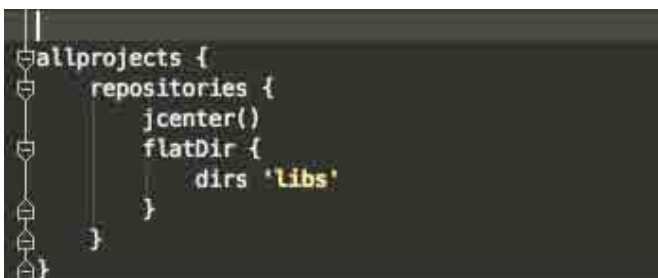 allprojects {
    repositories {
        jcenter()
        flatDir {
            dirs 'libs'
        }
    }
}